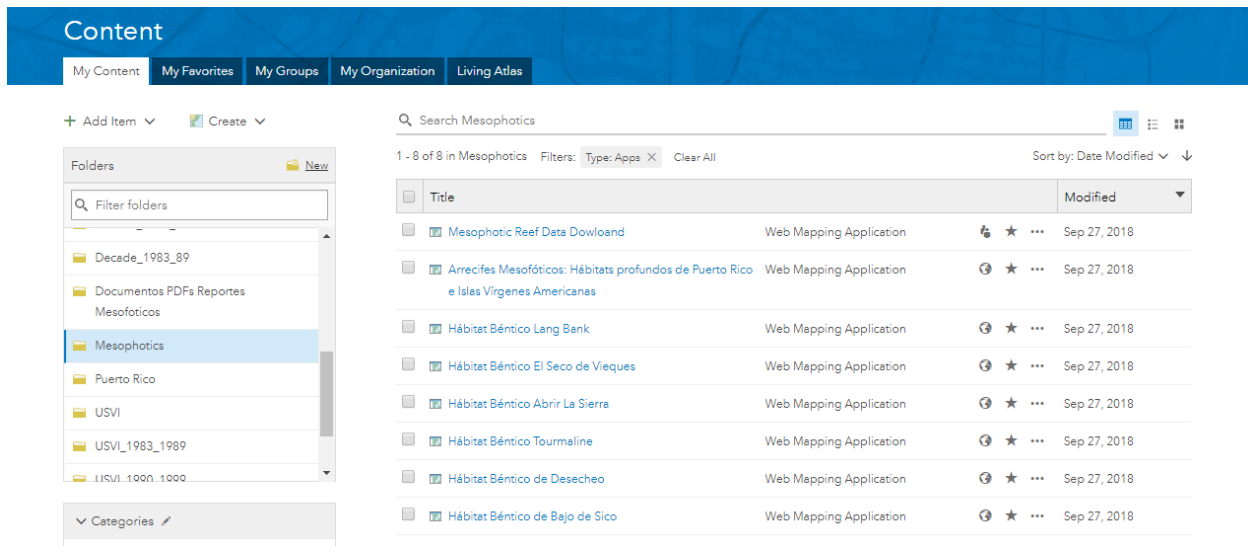 Content
My Content My Favorites My Groups My Organization Living Atlas
+ Add Item Create
Folders New
Filter folders
Decade_1983_89
Documentos PDFs Reportes
Mesofoticos
Mesophotics
Puerto Rico
USVI
USVI_1983_1989
USVI_1990_1999
Categories
Search Mesophotics
1 - 8 of 8 in Mesophotics Filters: Type: Apps X Clear All Sort by: Date Modified
Title Modified
Mesophotic Reef Data Dowloand Web Mapping Application ... Sep 27, 2018
Arrecifes Mesofóticos: Hábitats profundos de Puerto Rico Web Mapping Application ... Sep 27, 2018
e Islas Vírgenes Americanas
Hábitat Béntico Lang Bank Web Mapping Application ... Sep 27, 2018
Hábitat Béntico El Seco de Vieques Web Mapping Application ... Sep 27, 2018
Hábitat Béntico Abrir La Sierra Web Mapping Application ... Sep 27, 2018
Hábitat Béntico Tourmaline Web Mapping Application ... Sep 27, 2018
Hábitat Béntico de Desecheo Web Mapping Application ... Sep 27, 2018
Hábitat Béntico de Bajo de Sico Web Mapping Application ... Sep 27, 2018